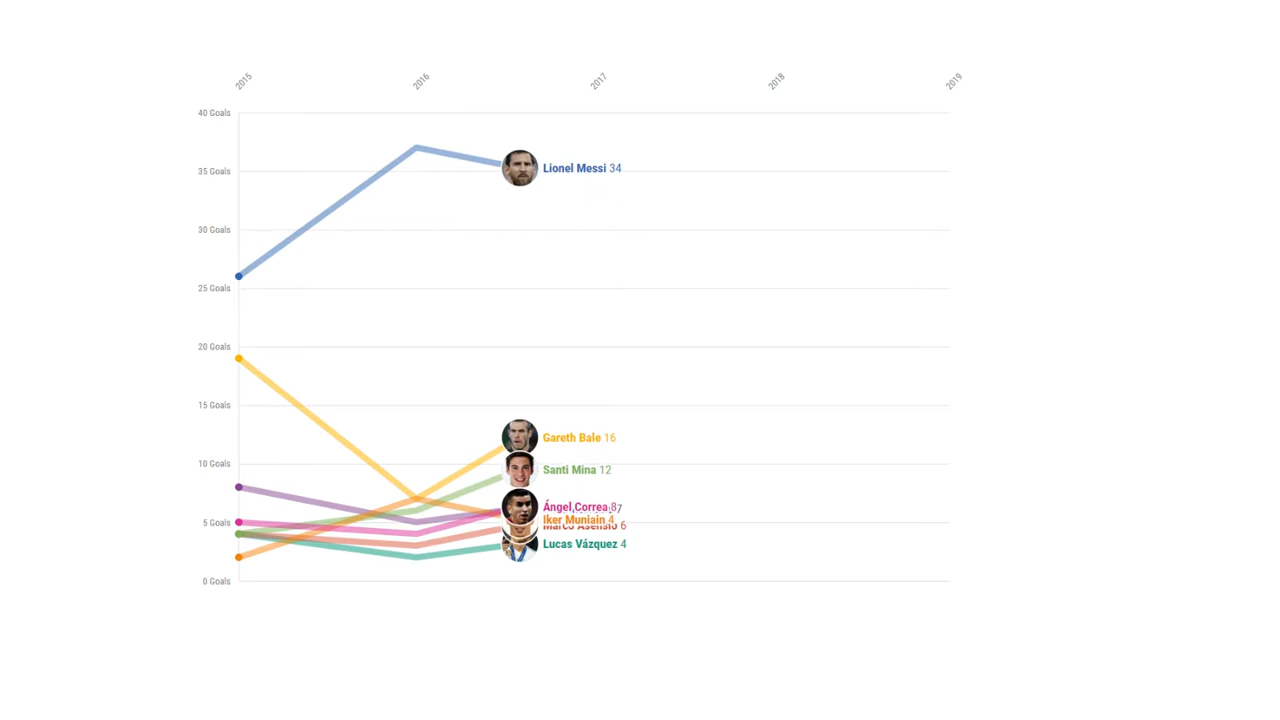 2015
2016
2017
2018
2019
40 Goals
35 Goals
30 Goals
25 Goals
20 Goals
15 Goals
10 Goals
5 Goals
0 Goals
Lionel Messi 34
Gareth Bale 16
Santi Mina 12
Ángel Correa 8
7
Iker Muniain 4
Marco Asensio 6
Lucas Vázquez 4